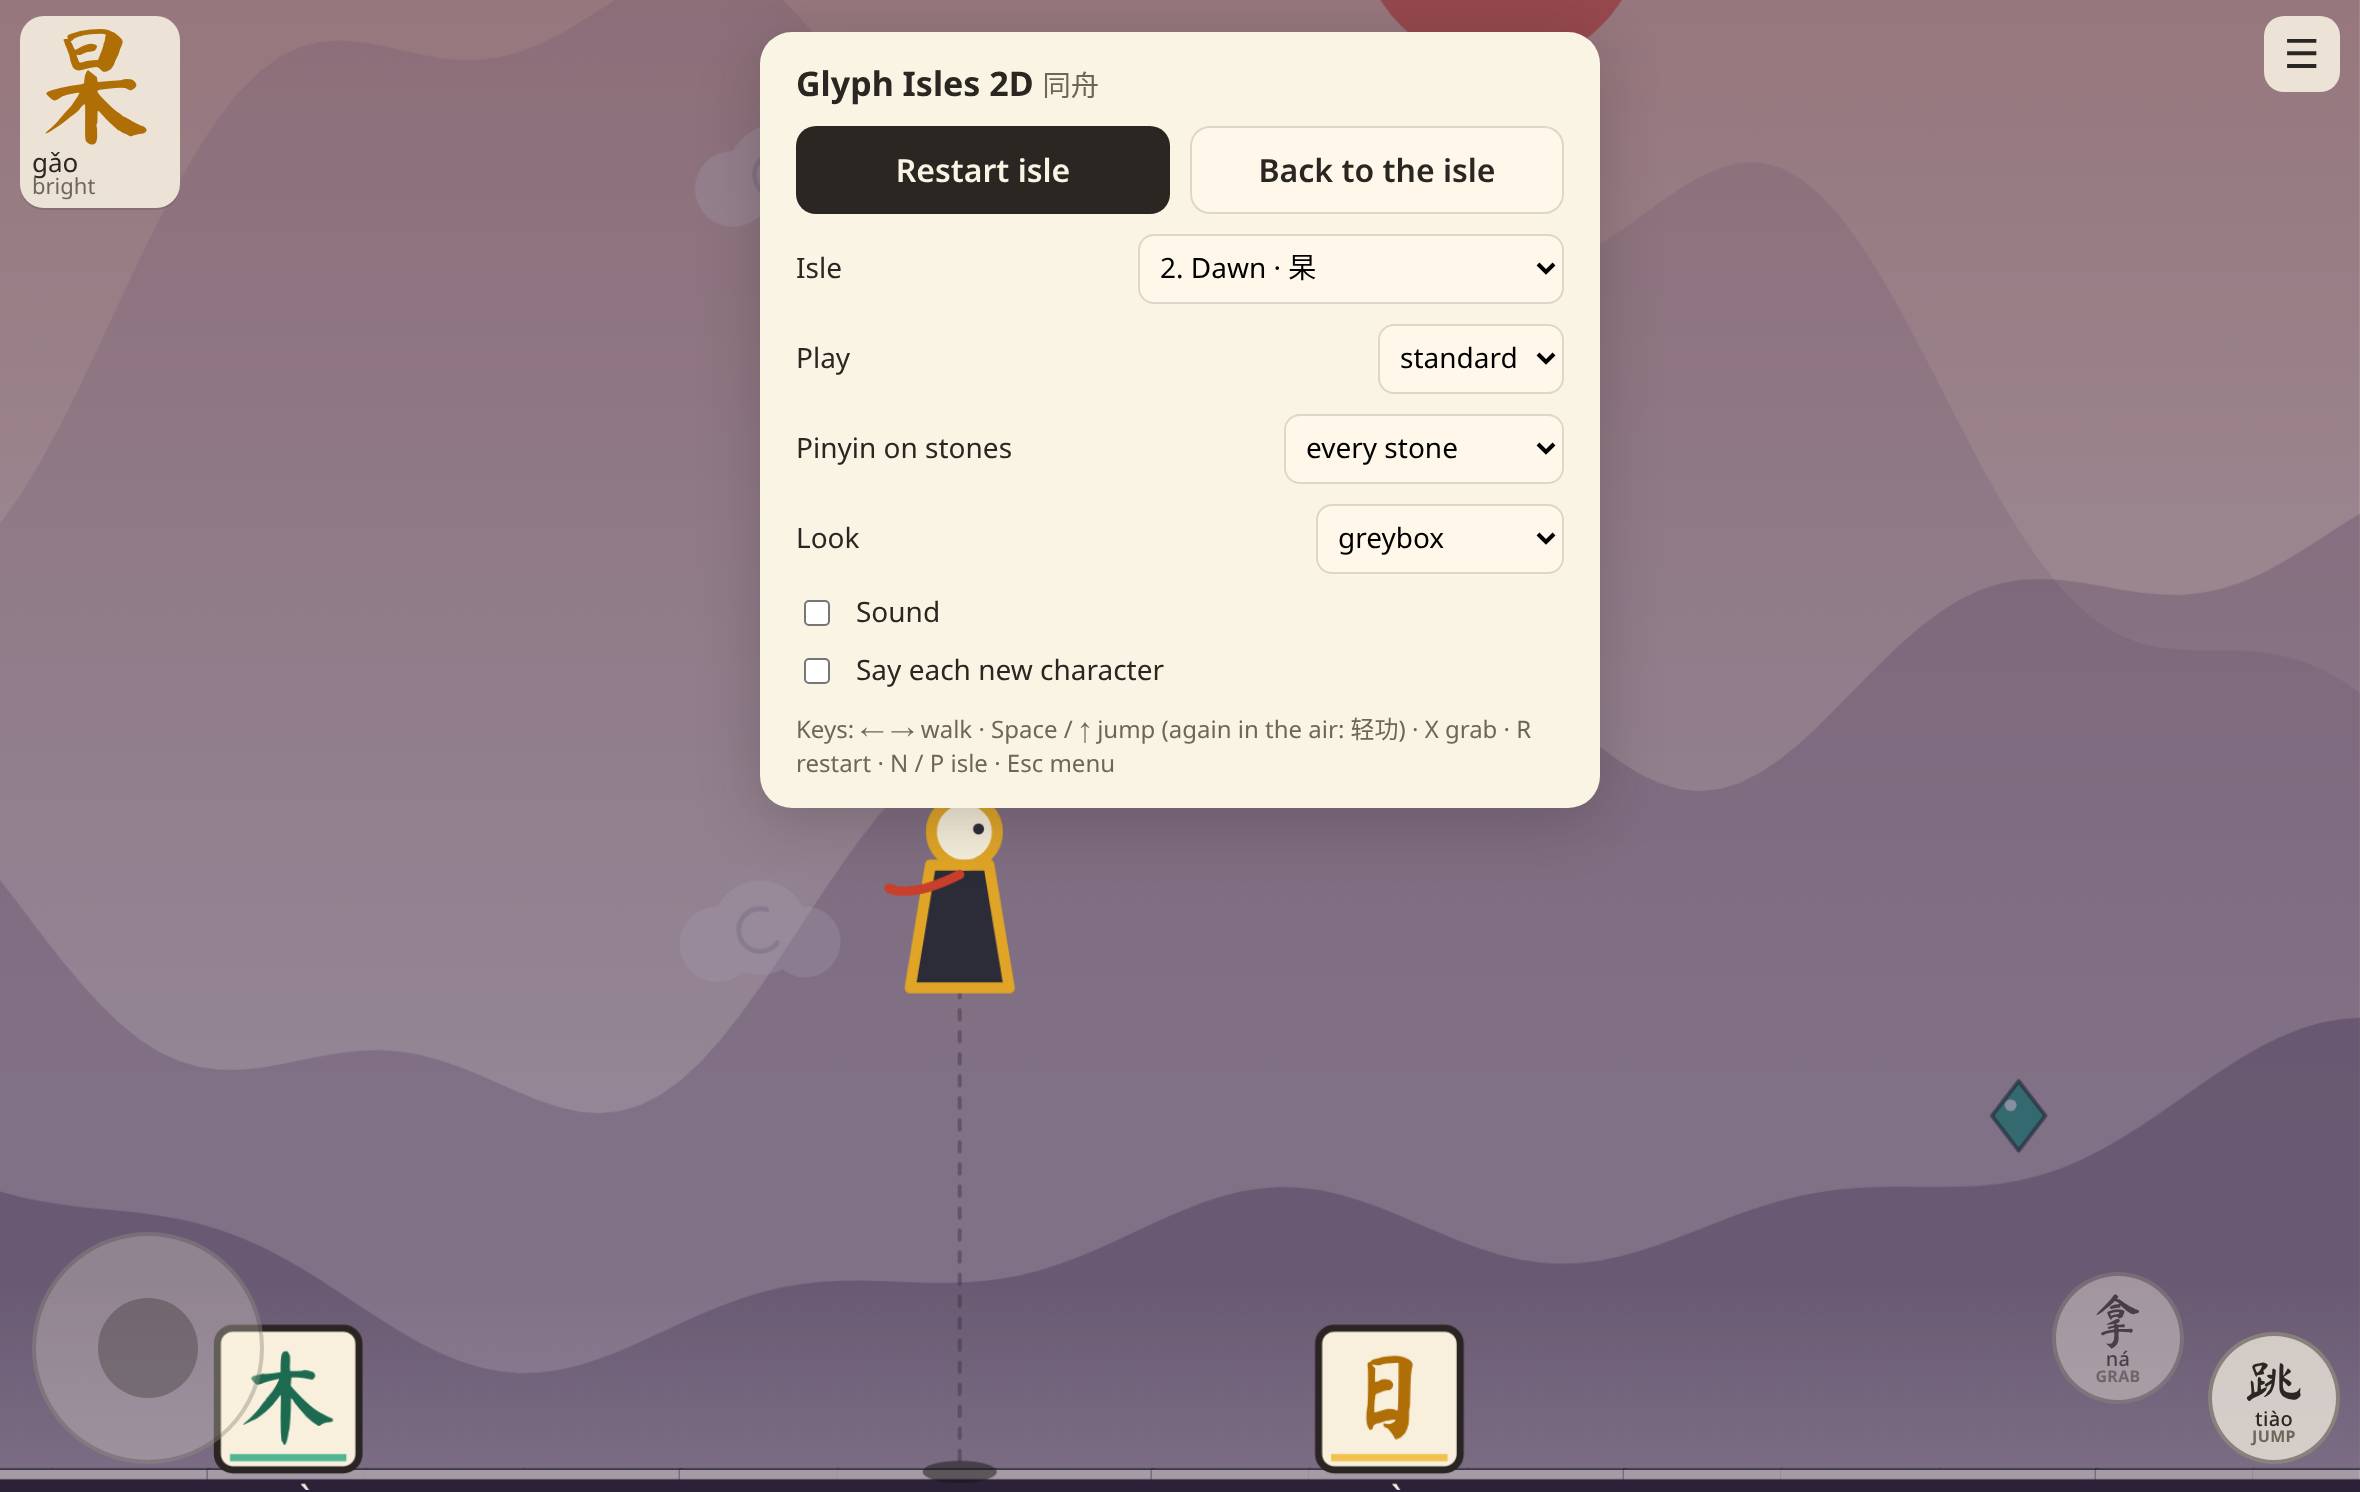 杲
gǎo
bright
☰
Glyph Isles 2D 同舟
Restart isle
Back to the isle
Isle
2. Dawn · 杲
Play
standard
Pinyin on stones
every stone
Look
greybox
Sound
Say each new character
Keys: ← → walk · Space / ↑ jump (again in the air: 轻功) · X grab · R
restart · N / P isle · Esc menu
木
日
拿
ná
GRAB
跳
tiào
JUMP